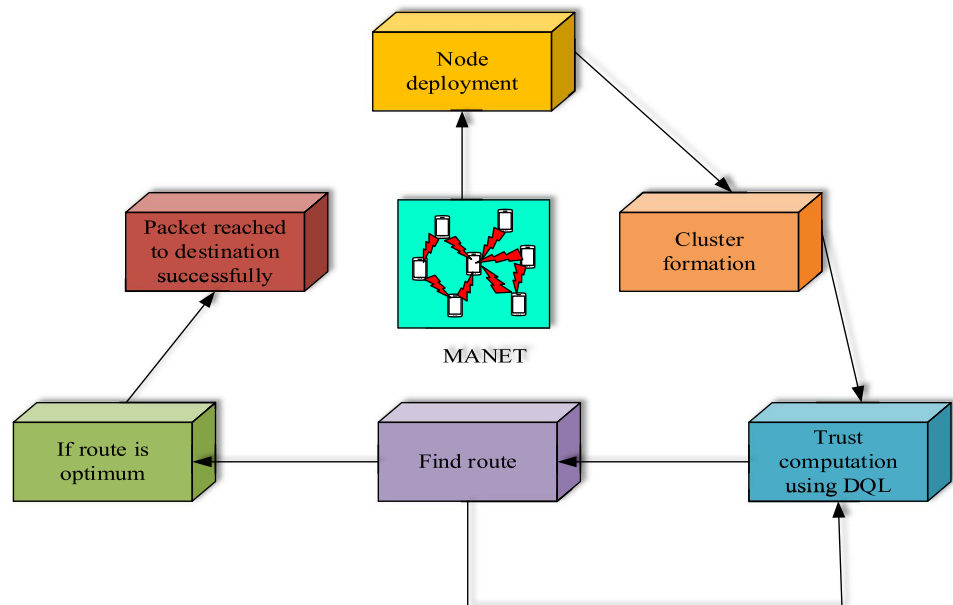 Node
deployment
Packet reached
to destination
successfully
Cluster
formation
MANET
If route is
optimum
Find route
Trust
computation
using DQL